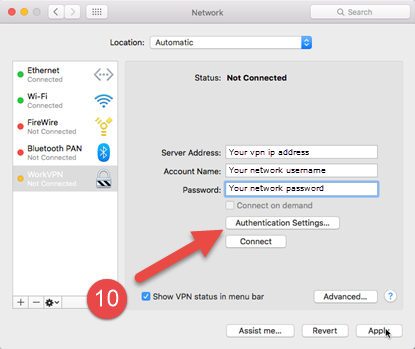 Network
Search
Location: Automatic
Ethernet
Connected
Wi-Fi
Connected
FireWire
Not Connected
Bluetooth PAN
Not Connected
WorkVPN
Not Connected
Status: Not Connected
Server Address: Your vpn ip address
Account Name: Your network username
Password: Your network password
Connect on demand
Authentication Settings...
Connect
10
Show VPN status in menu bar
Advanced...
?
Assist me...
Revert
Apply